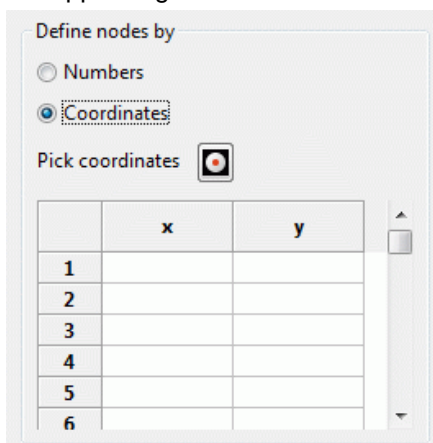 Define nodes by
Numbers
Coordinates
Pick coordinates
x y
1
2
3
4
5
6